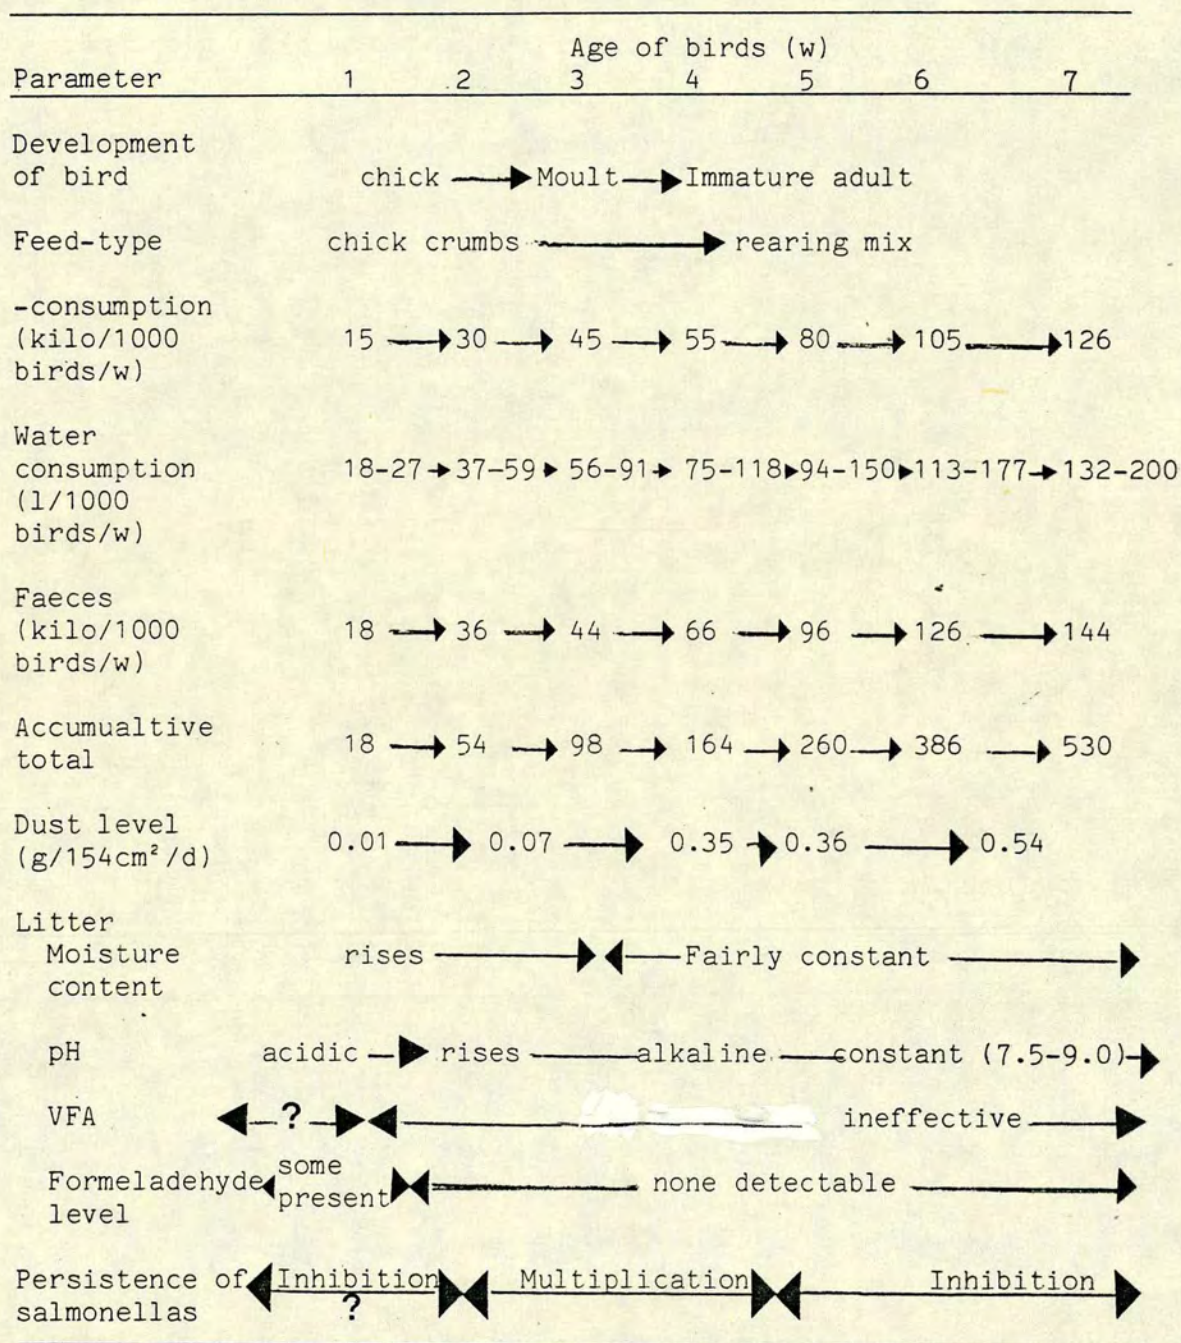 Age of birds (w)
Parameter 1 2 3 4 5 6 7
Development
of bird chick → Moult → Immature adult
Feed-type chick crumbs → rearing mix
-consumption
(kilo/1000 15 → 30 → 45 → 55 → 80 → 105 → 126
birds/w)
Water
consumption 18-27 → 37-59 → 56-91 → 75-118 → 94-150 → 113-177 → 132-200
(l/1000
birds/w)
Faeces
(kilo/1000 18 → 36 → 44 → 66 → 96 → 126 → 144
birds/w)
Accumualtive
total 18 → 54 → 98 → 164 → 260 → 386 → 530
Dust level
(g/154cm²/d) 0.01 → 0.07 → 0.35 → 0.36 → 0.54
Litter
Moisture rises → ← Fairly constant →
content
pH acidic → rises — alkaline — constant (7.5-9.0) →
VFA ← ? → ← ineffective →
Formeladehyde ← some present → ← none detectable →
level
Persistence of ← Inhibition → ← Multiplication → ← Inhibition →
salmonellas ?